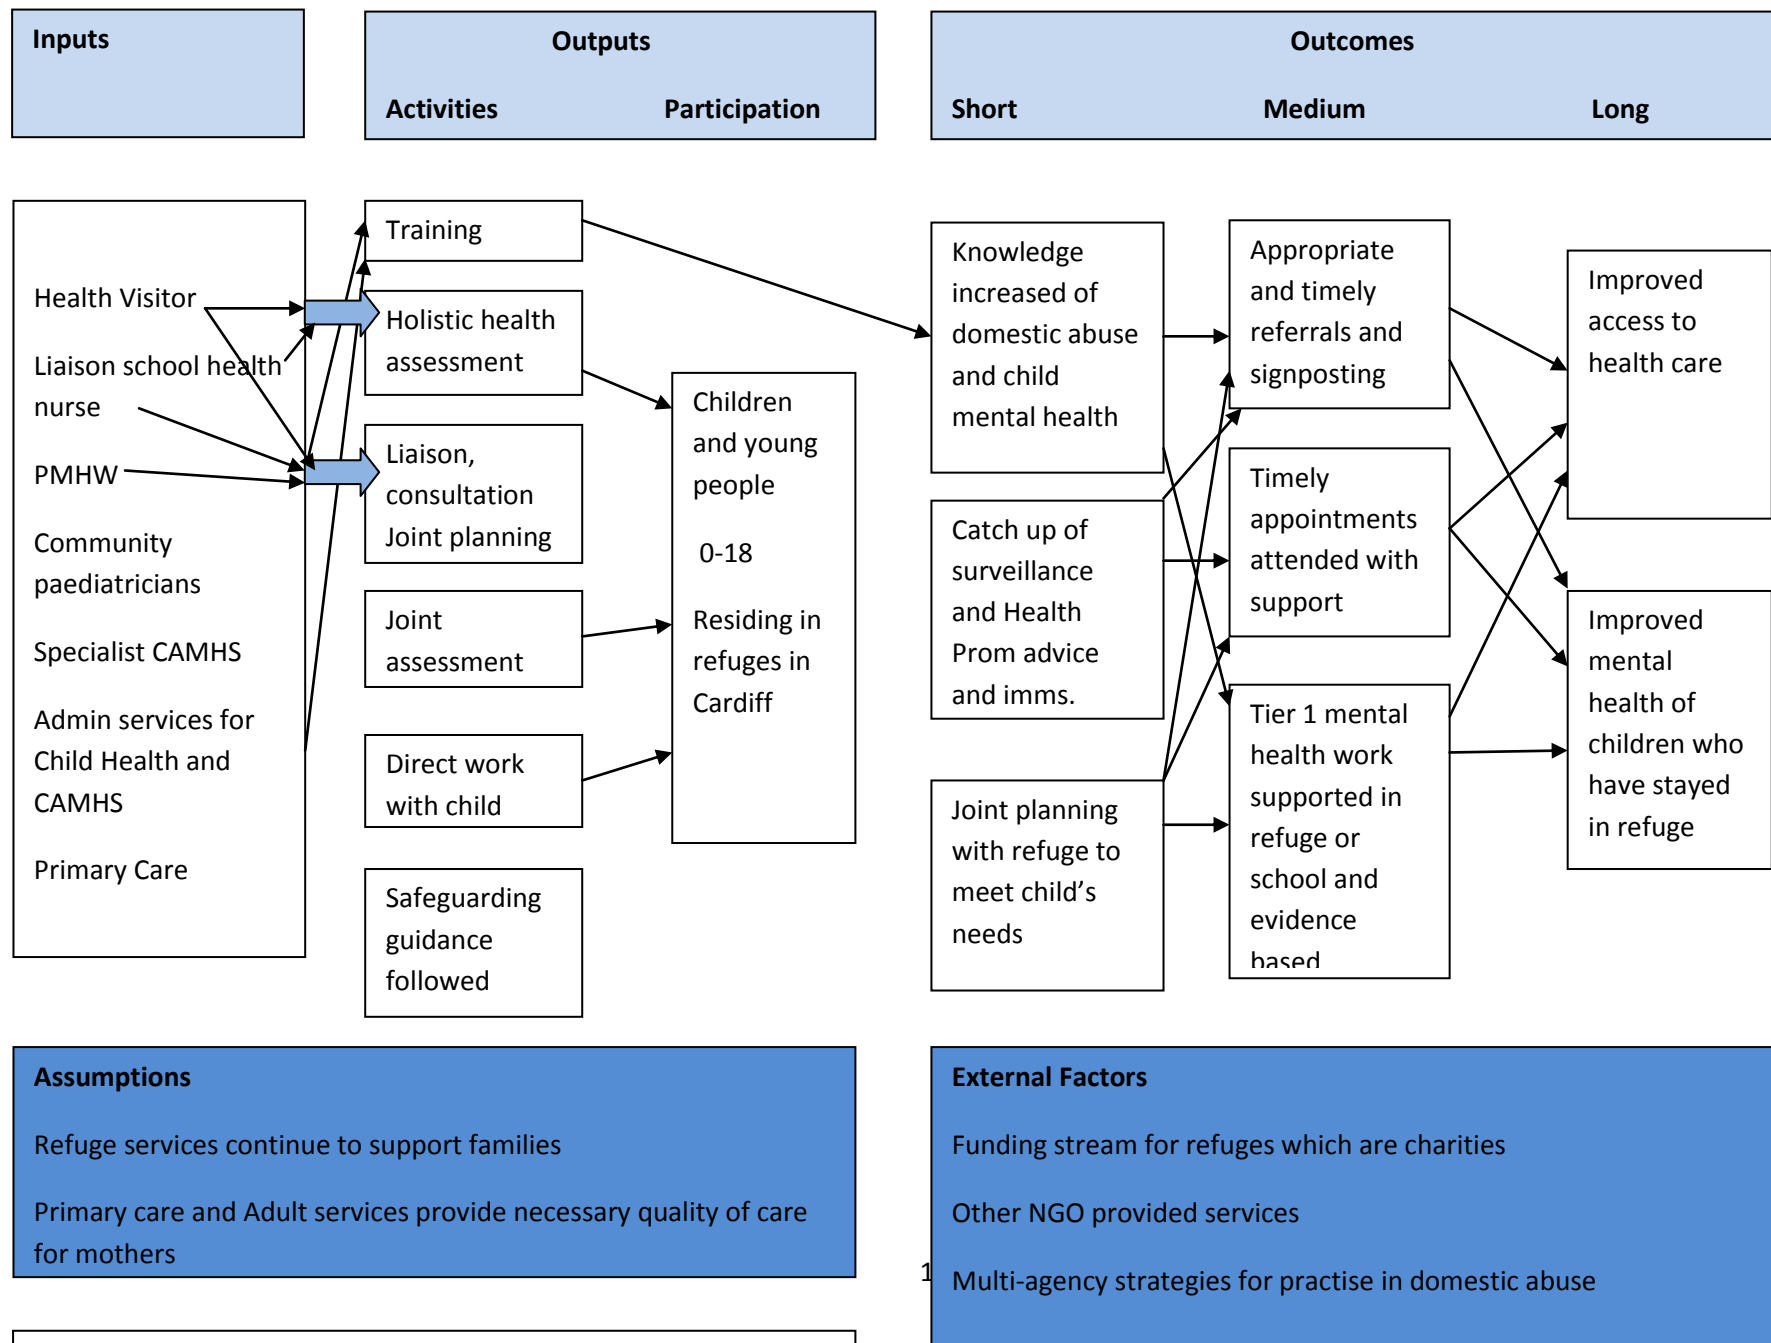 Inputs
Outputs
Activities
Participation
Outcomes
Short
Medium
Long
Health Visitor
Liaison school health
nurse
PMHW
Community
paediatricians
Specialist CAMHS
Admin services for
Child Health and
CAMHS
Primary Care
Training
Holistic health
assessment
Liaison,
consultation
Joint planning
Joint
assessment
Direct work
with child
Safeguarding
guidance
followed
Children
and young
people
0-18
Residing in
refuges in
Cardiff
Knowledge
increased of
domestic abuse
and child
mental health
Catch up of
surveillance
and Health
Prom advice
and imms.
Joint planning
with refuge to
meet child’s
needs
Appropriate
and timely
referrals and
signposting
Timely
appointments
attended with
support
Tier 1 mental
health work
supported in
refuge or
school and
evidence
based
Improved
access to
health care
Improved
mental
health of
children who
have stayed
in refuge
Assumptions
Refuge services continue to support families
Primary care and Adult services provide necessary quality of care
for mothers
1
External Factors
Funding stream for refuges which are charities
Other NGO provided services
Multi-agency strategies for practise in domestic abuse